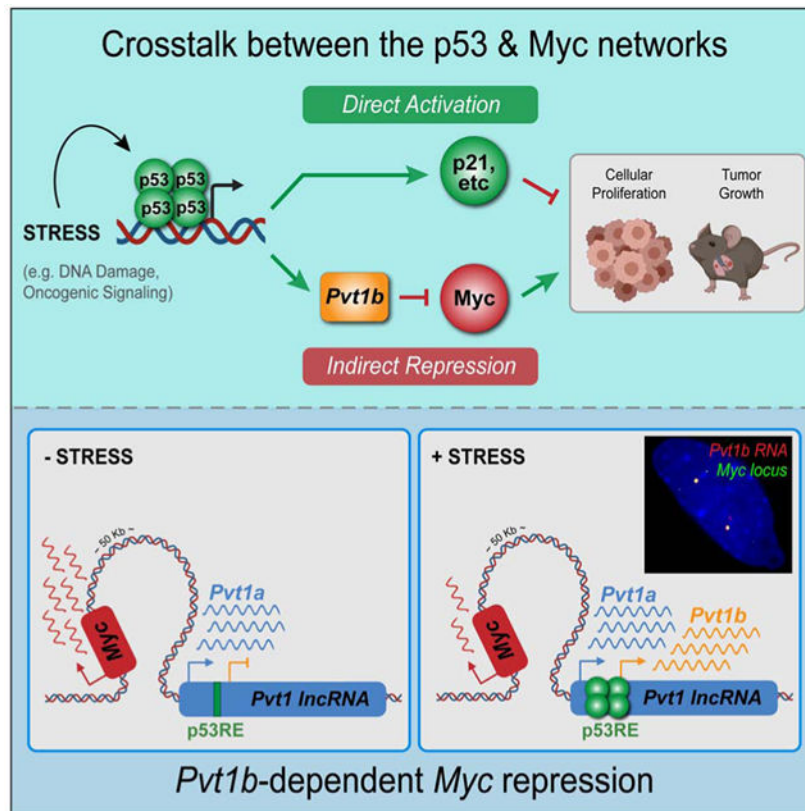 Crosstalk between the p53 & Myc networks
Direct Activation
p53 p53
p53 p53
STRESS
(e.g. DNA Damage,
Oncogenic Signaling)
p21,
etc
Pvt1b
Myc
Indirect Repression
Cellular
Proliferation
Tumor
Growth
- STRESS
~ 50 Kb ~
Myc
Pvt1a
Pvt1 lncRNA
p53RE
+ STRESS
Pvt1b RNA
Myc locus
~ 50 Kb ~
Myc
Pvt1a
Pvt1b
Pvt1 lncRNA
p53RE
Pvt1b-dependent Myc repression